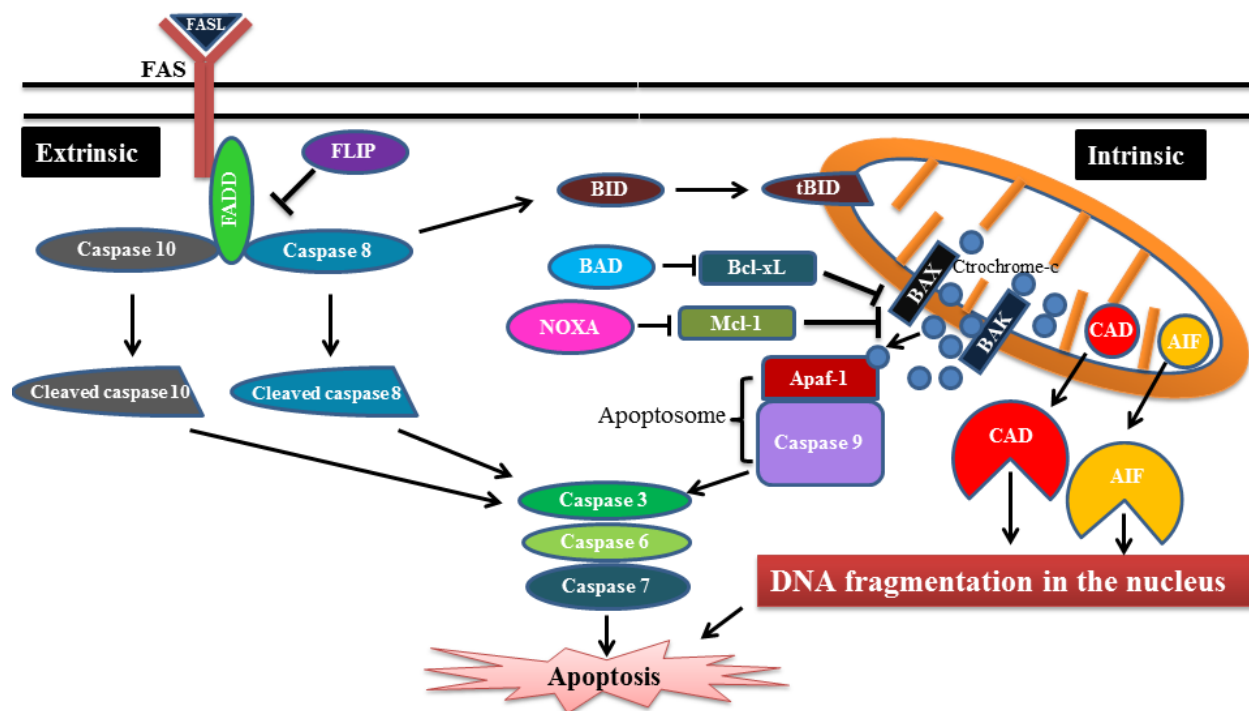 FASL
FAS
Extrinsic
FLIP
Intrinsic
FADD
BID
tBID
Caspase 10
Caspase 8
BAD
Bcl-xL
BAX
Ctrochrome-c
NOXA
Mcl-1
BAK
CAD
AIF
Cleaved caspase 10
Cleaved caspase 8
Apaf-1
Apoptosome
Caspase 9
CAD
AIF
Caspase 3
Caspase 6
Caspase 7
DNA fragmentation in the nucleus
Apoptosis